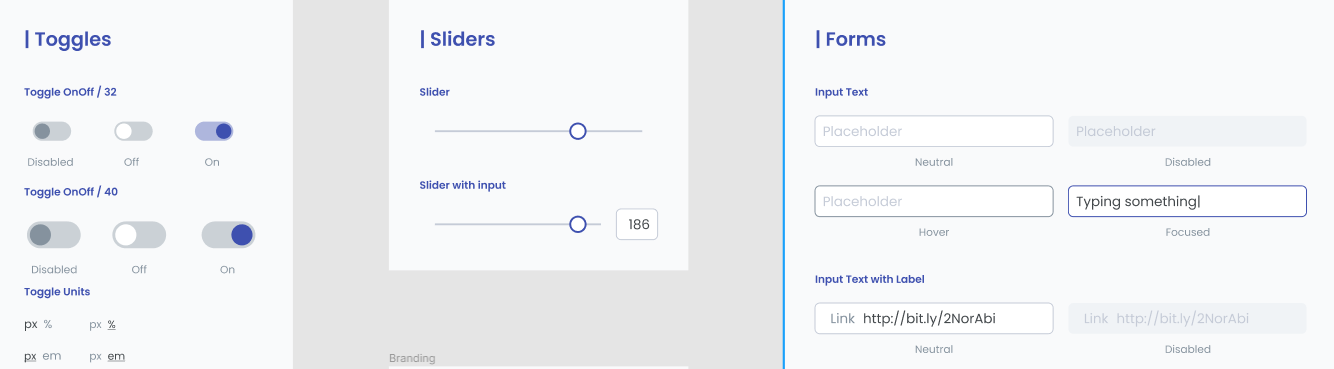 | Toggles
Toggle OnOff / 32
Disabled Off On
Toggle OnOff / 40
Disabled Off On
Toggle Units
px % px %
px em px em
| Sliders
Slider
Slider with input
186
Branding
| Forms
Input Text
Placeholder Placeholder
Neutral Disabled
Placeholder Typing something|
Hover Focused
Input Text with Label
Link http://bit.ly/2NorAbi Link http://bit.ly/2NorAbi
Neutral Disabled